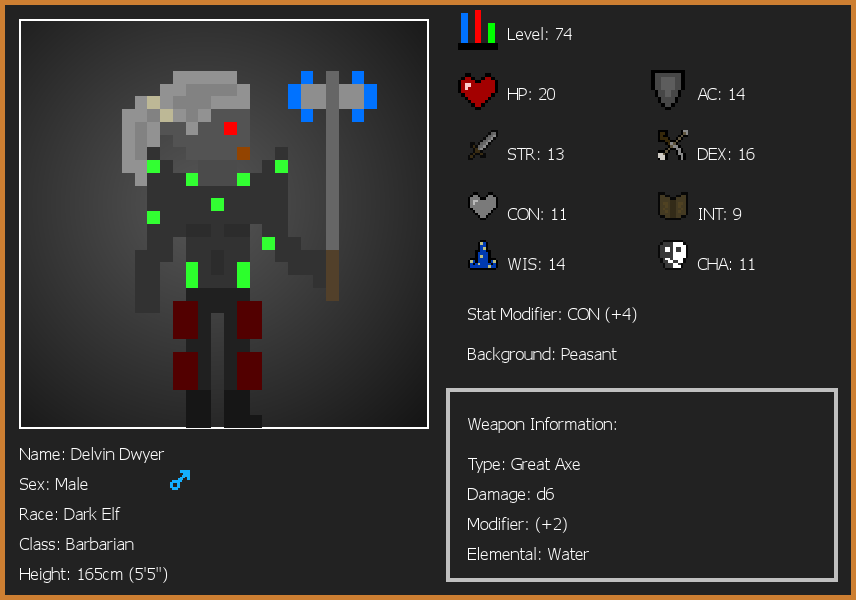 Level: 74
HP: 20
AC: 14
STR: 13
DEX: 16
CON: 11
INT: 9
WIS: 14
CHA: 11
Stat Modifier: CON (+4)
Background: Peasant
Weapon Information:
Type: Great Axe
Damage: d6
Modifier: (+2)
Elemental: Water
Name: Delvin Dwyer
Sex: Male
Race: Dark Elf
Class: Barbarian
Height: 165cm (5'5")